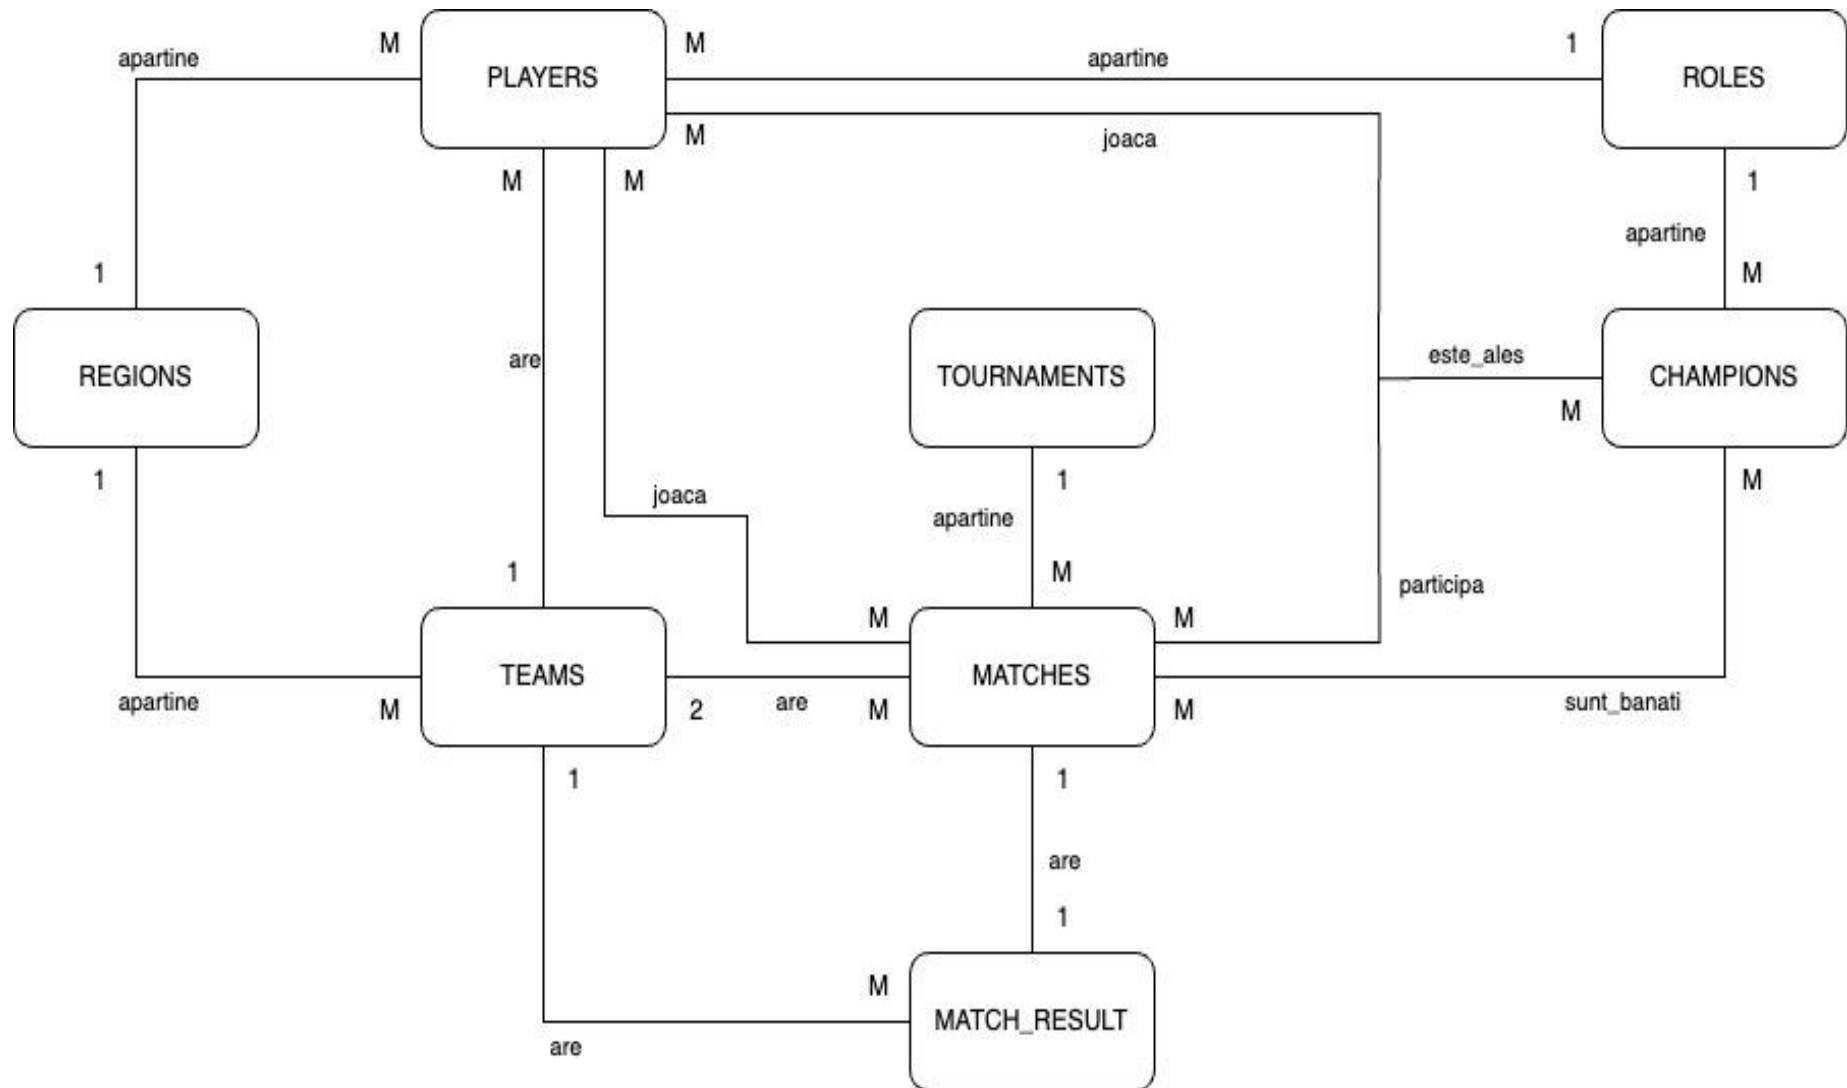 M
M
1
apartine
apartine
PLAYERS
ROLES
M
joaca
M
M
1
apartine
1
M
are
este_ales
REGIONS
TOURNAMENTS
CHAMPIONS
M
1
1
M
joaca
apartine
1
M
participa
M
M
TEAMS
MATCHES
apartine
M
2
are
M
M
sunt_banati
1
1
are
1
M
MATCH_RESULT
are